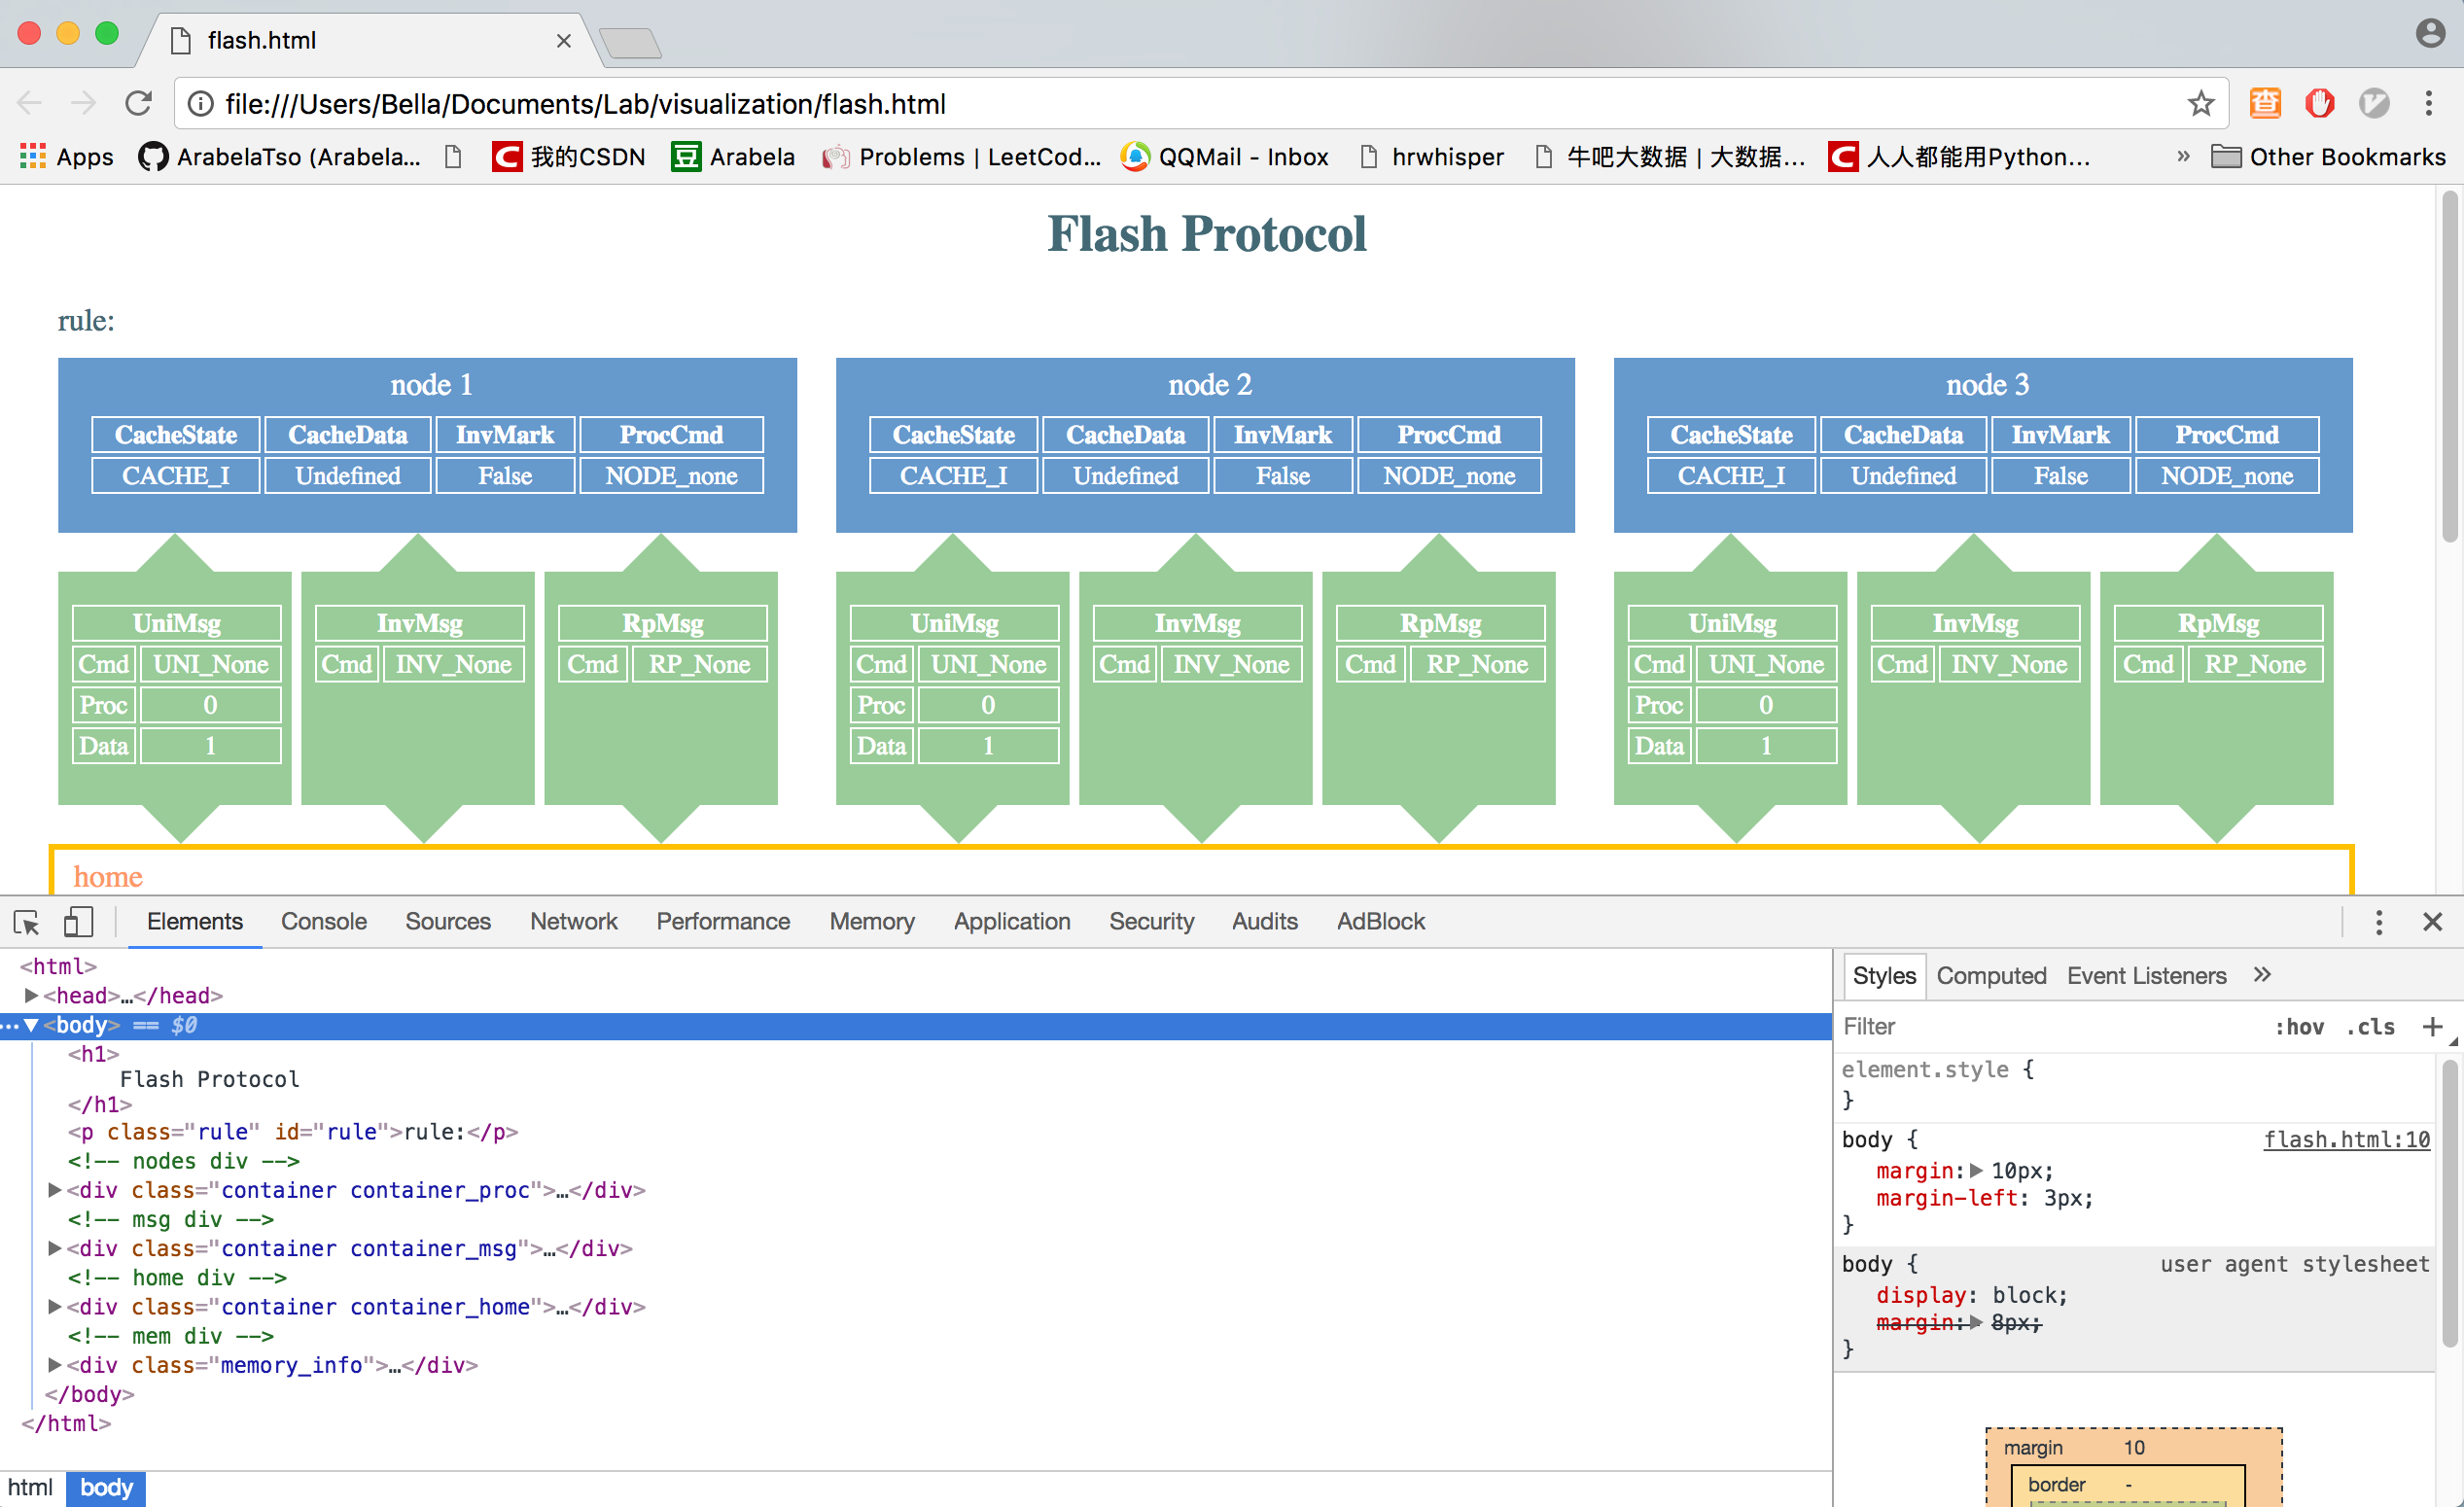 flash.html
file:///Users/Bella/Documents/Lab/visualization/flash.html
查
Apps ArabelaTso (Arabela... 我的CSDN 豆 Arabela Problems | LeetCod... QQMail - Inbox hrwhisper 牛吧大数据 | 大数据... 人人都能用Python... » Other Bookmarks
Flash Protocol
rule:
node 1 node 2 node 3
CacheState CacheData InvMark ProcCmd CacheState CacheData InvMark ProcCmd CacheState CacheData InvMark ProcCmd
CACHE_I Undefined False NODE_none CACHE_I Undefined False NODE_none CACHE_I Undefined False NODE_none
UniMsg InvMsg RpMsg UniMsg InvMsg RpMsg UniMsg InvMsg RpMsg
Cmd UNI_None Cmd INV_None Cmd RP_None Cmd UNI_None Cmd INV_None Cmd RP_None Cmd UNI_None Cmd INV_None Cmd RP_None
Proc 0 Proc 0 Proc 0
Data 1 Data 1 Data 1
home
Elements Console Sources Network Performance Memory Application Security Audits AdBlock
<html>
<head>…</head>
<body> == $0
<h1>
Flash Protocol
</h1>
<p class="rule" id="rule">rule:</p>
<!-- nodes div -->
<div class="container container_proc">…</div>
<!-- msg div -->
<div class="container container_msg">…</div>
<!-- home div -->
<div class="container container_home">…</div>
<!-- mem div -->
<div class="memory_info">…</div>
</body>
</html>
html body
Styles Computed Event Listeners »
Filter :hov .cls +
element.style {
}
body { flash.html:10
margin: 10px;
margin-left: 3px;
}
body { user agent stylesheet
display: block;
margin: 8px;
}
margin 10
border -